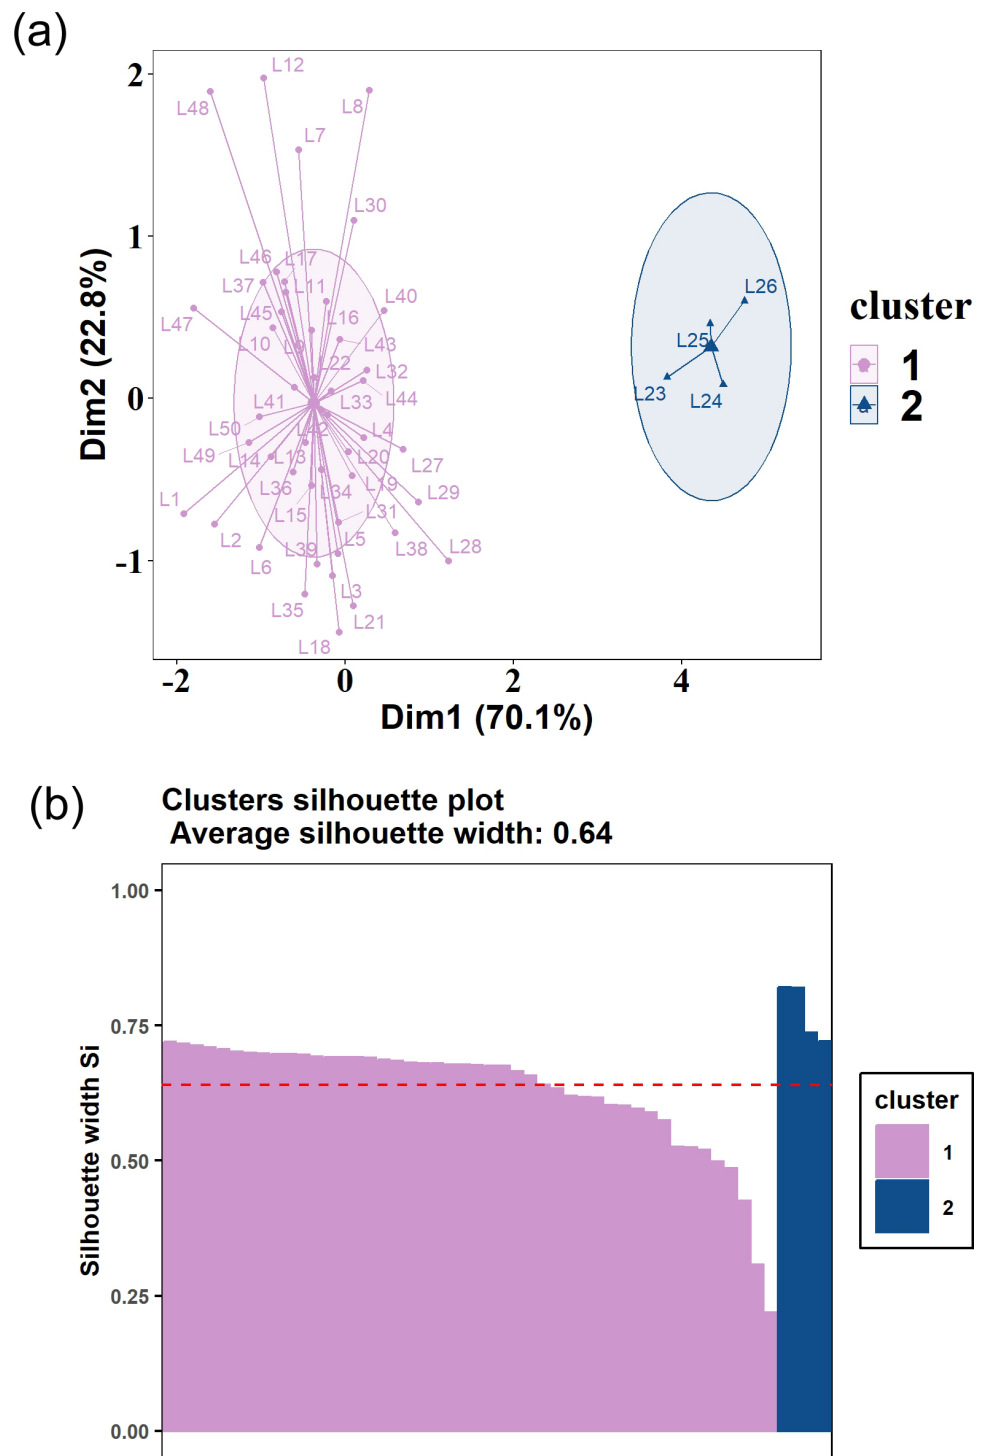 (a)
L12
L48
L8
L7
L30
L46
L17
L37
L11
L40
L47
L45
L16
L10
L9
L43
L22
L32
L41
L33
L44
L50
L42
L4
L49
L14
L13
L20
L27
L36
L34
L19
L29
L1
L15
L31
L2
L39
L5
L38
L28
L6
L3
L35
L21
L18
L26
L25
L23
L24
2
1
0
-1
Dim2 (22.8%)
-2
0
2
4
Dim1 (70.1%)
cluster
1
2
(b)
Clusters silhouette plot
Average silhouette width: 0.64
1.00
0.75
0.50
0.25
0.00
Silhouette width Si
cluster
1
2